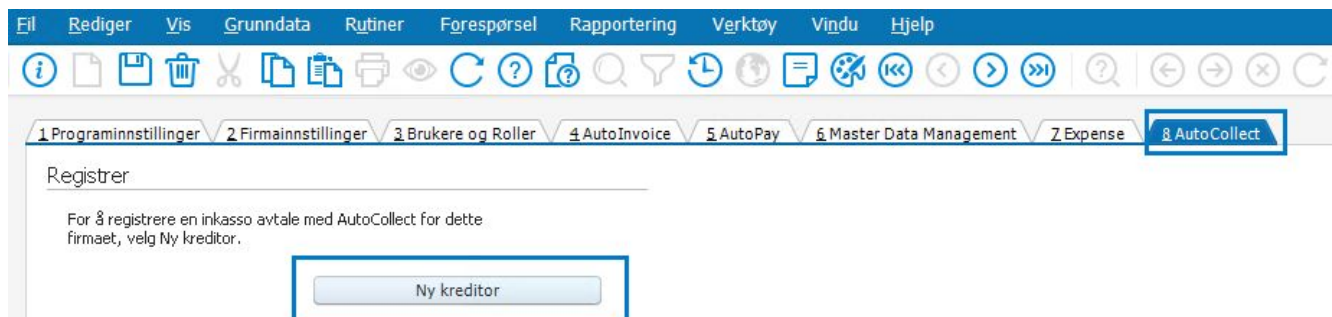 Fil Rediger Vis Grunndata Rutiner Forespørsel Rapportering Verktøy Vindu Hjelp
1 Programinnstillinger 2 Firmainnstillinger 3 Brukere og Roller 4 AutoInvoice 5 AutoPay 6 Master Data Management 7 Expense 8 AutoCollect
Registrer
For å registrere en inkasso avtale med AutoCollect for dette
firmaet, velg Ny kreditor.
Ny kreditor